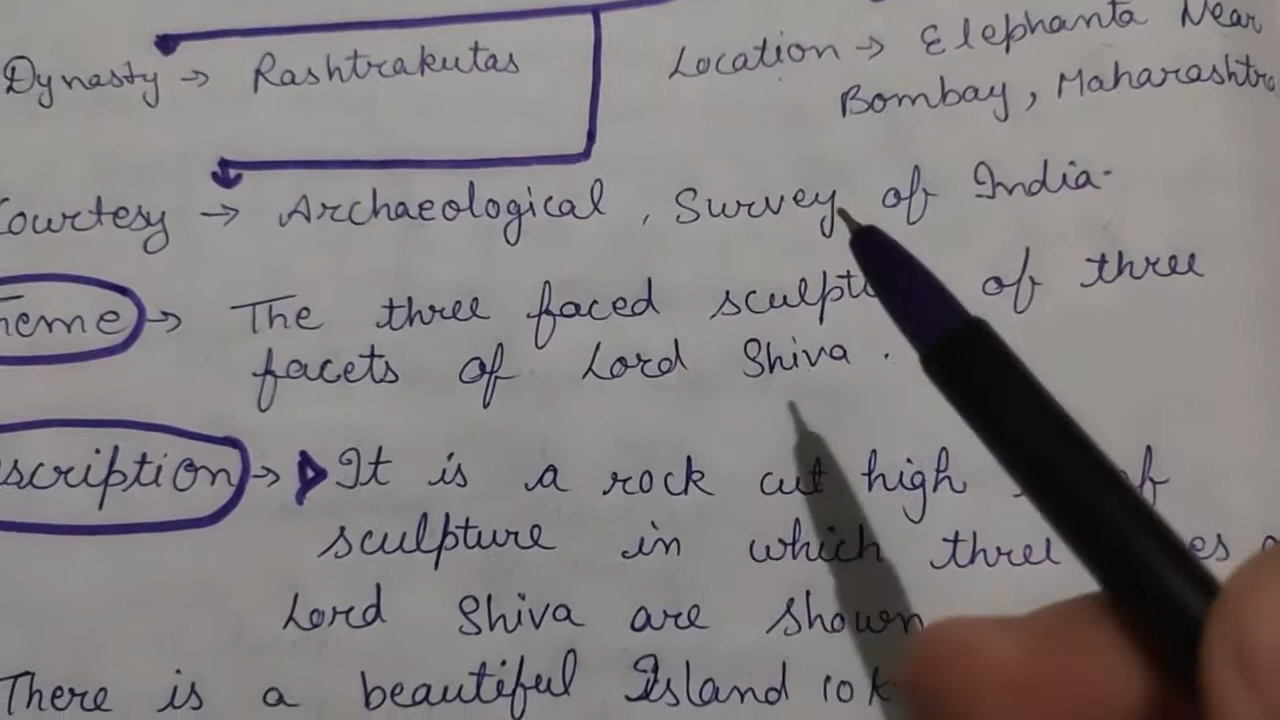 Dynasty → Rashtrakutas
Location → Elephanta Near
Bombay, Maharashtra
Courtesy → Archaeological, Survey of India.
Theme → The three faced of three
facets of Lord Shiva.
Description → It is a rock cut high
sculpture in which three
Lord Shiva are shown
There is a beautiful Island 10